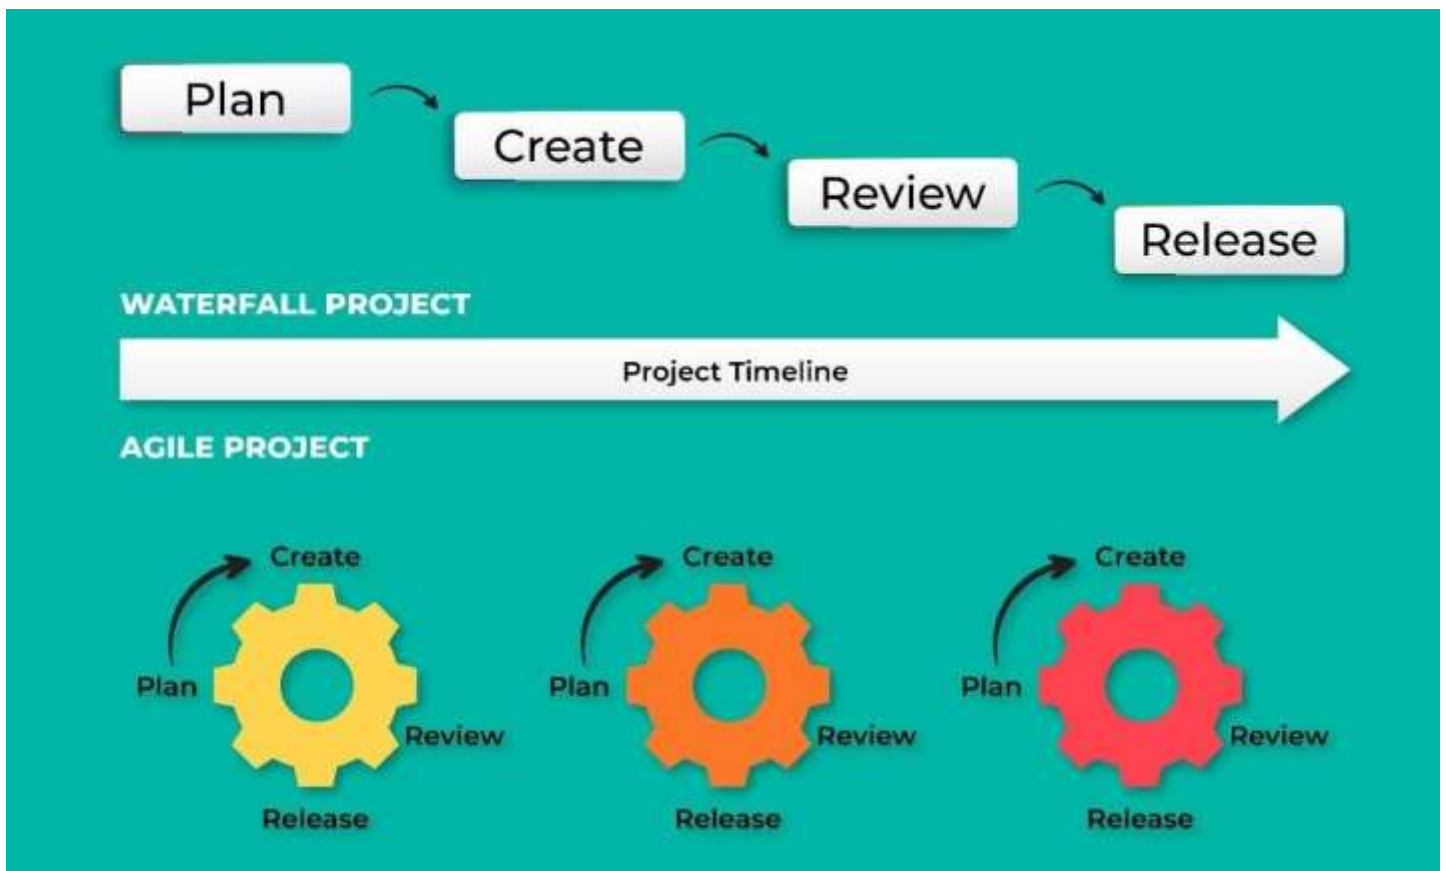 Plan
Create
Review
Release
WATERFALL PROJECT
Project Timeline
AGILE PROJECT
Create
Plan
Review
Release
Create
Plan
Review
Release
Create
Plan
Review
Release